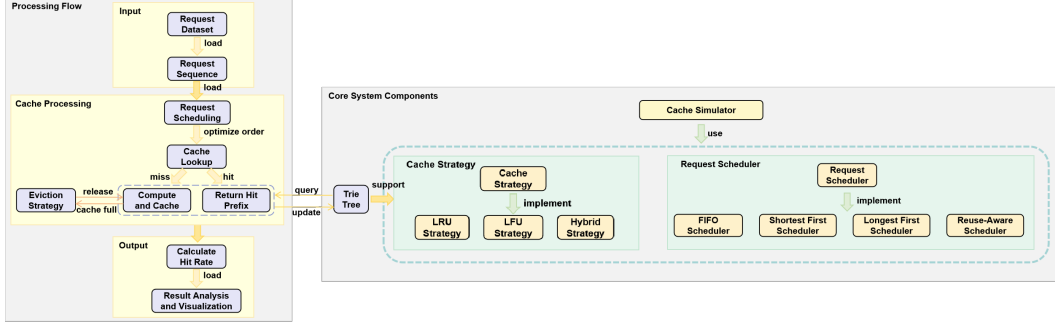 Processing Flow
Input
Request
Dataset
load
Request
Sequence
load
Cache Processing
Request
Scheduling
optimize order
Cache
Lookup
miss
hit
Eviction
Strategy
release
cache full
Compute
and Cache
Return Hit
Prefix
query
update
Trie
Tree
support
Output
Calculate
Hit Rate
load
Result Analysis
and Visualization
Core System Components
Cache Simulator
use
Cache Strategy
Cache
Strategy
implement
LRU
Strategy
LFU
Strategy
Hybrid
Strategy
Request Scheduler
Request
Scheduler
implement
FIFO
Scheduler
Shortest First
Scheduler
Longest First
Scheduler
Reuse-Aware
Scheduler